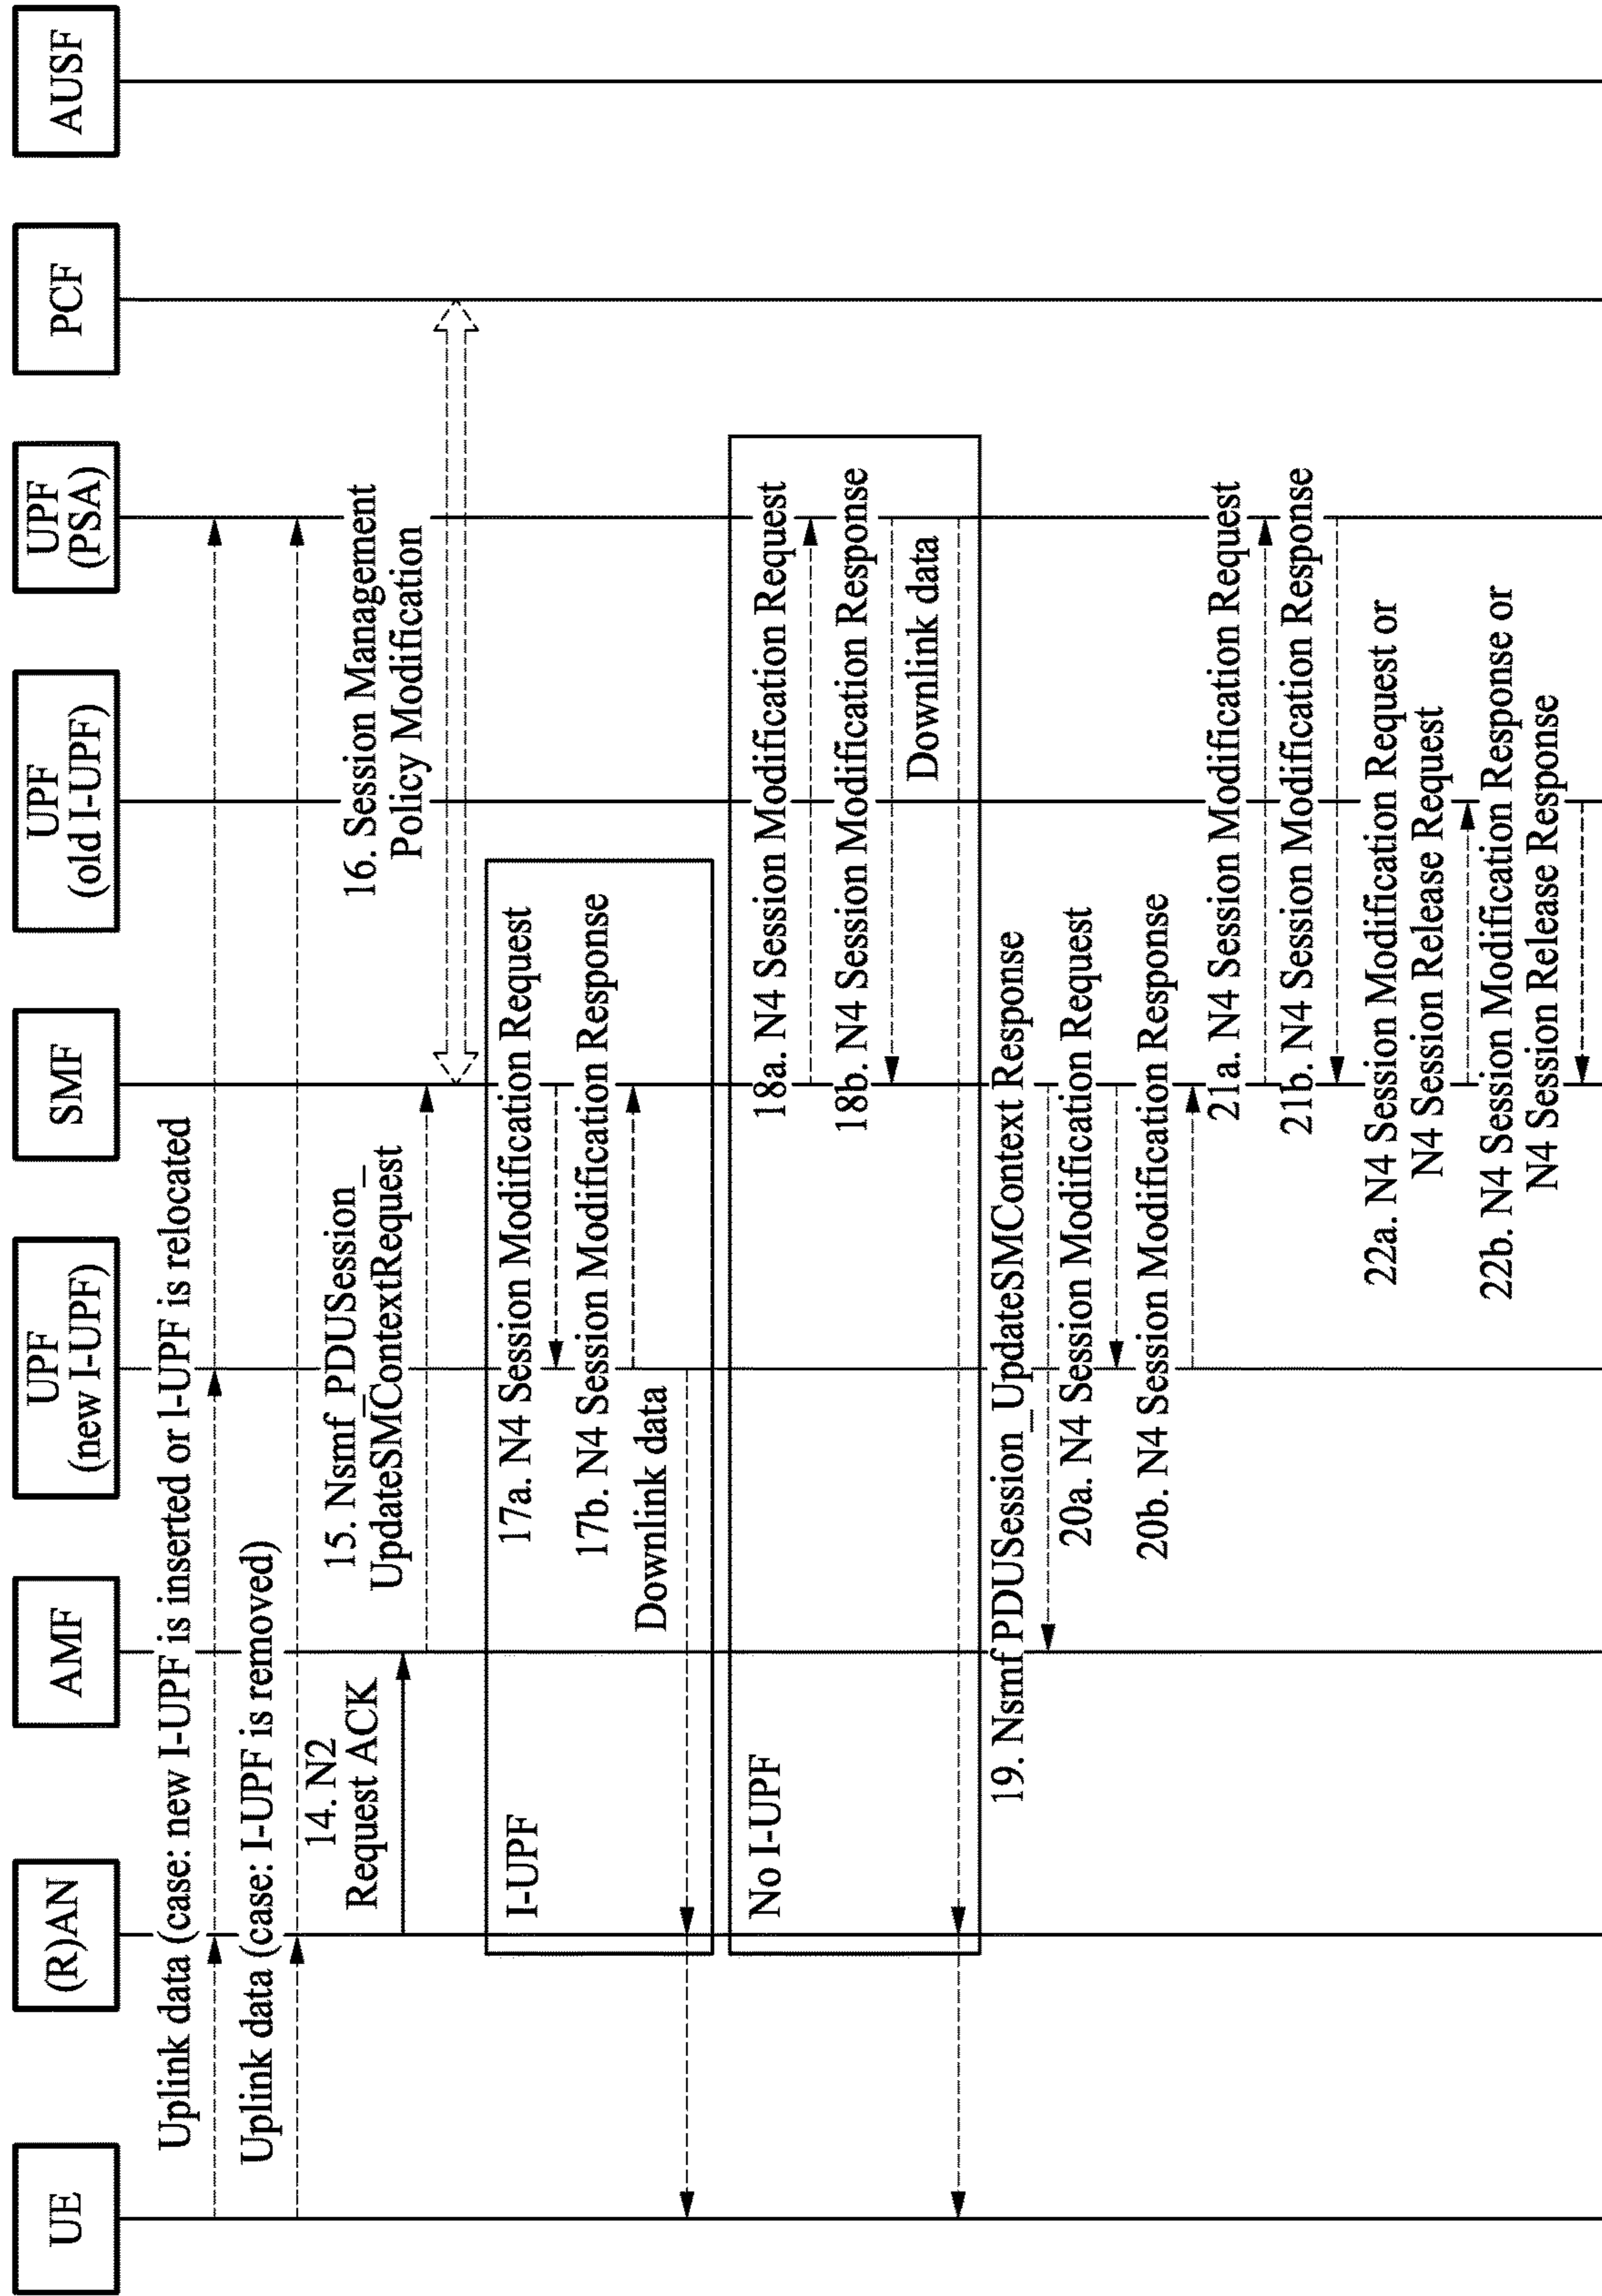 UE
(R)AN
AMF
UPF
(new I-UPF)
SMF
UPF
(old I-UPF)
UPF
(PSA)
PCF
AUSF
Uplink data (case: new I-UPF is inserted or I-UPF is relocated
Uplink data (case: I-UPF is removed)
14. N2
Request ACK
15. Nsmf_PDUSession_
UpdateSMContextRequest
16. Session Management
Policy Modification
I-UPF
17a. N4 Session Modification Request
17b. N4 Session Modification Response
Downlink data
No I-UPF
18a. N4 Session Modification Request
18b. N4 Session Modification Response
Downlink data
19. Nsmf PDUSession_UpdateSMContext Response
20a. N4 Session Modification Request
20b. N4 Session Modification Response
21a. N4 Session Modification Request
21b. N4 Session Modification Response
22a. N4 Session Modification Request or
N4 Session Release Request
22b. N4 Session Modification Response or
N4 Session Release Response